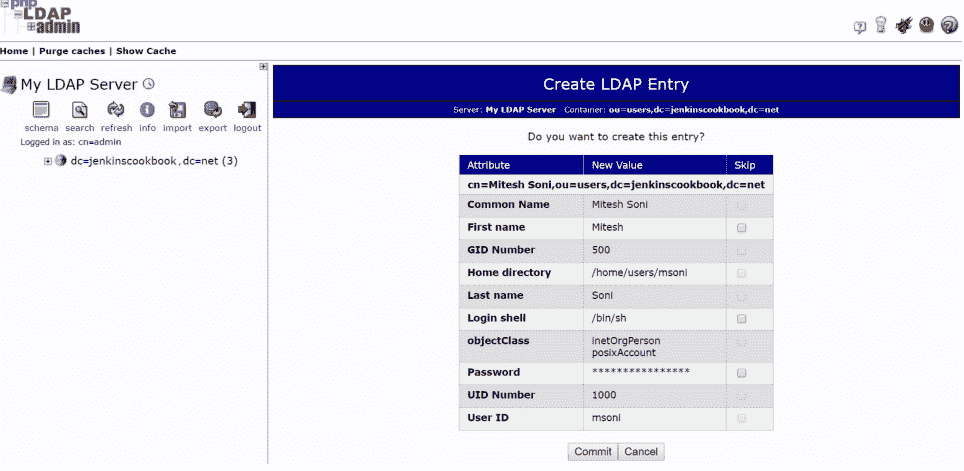 php
LDAP
admin
Home | Purge caches | Show Cache
My LDAP Server
schema search refresh info import export logout
Logged in as: cn=admin
dc=jenkinscookbook,dc=net (3)
Create LDAP Entry
Server: My LDAP Server Container: ou=users,dc=jenkinscookbook,dc=net
Do you want to create this entry?
Attribute New Value Skip
cn=Mitesh Soni,ou=users,dc=jenkinscookbook,dc=net
Common Name Mitesh Soni
First name Mitesh
GID Number 500
Home directory /home/users/msoni
Last name Soni
Login shell /bin/sh
objectClass inetOrgPerson
posixAccount
Password ****************
UID Number 1000
User ID msoni
Commit Cancel